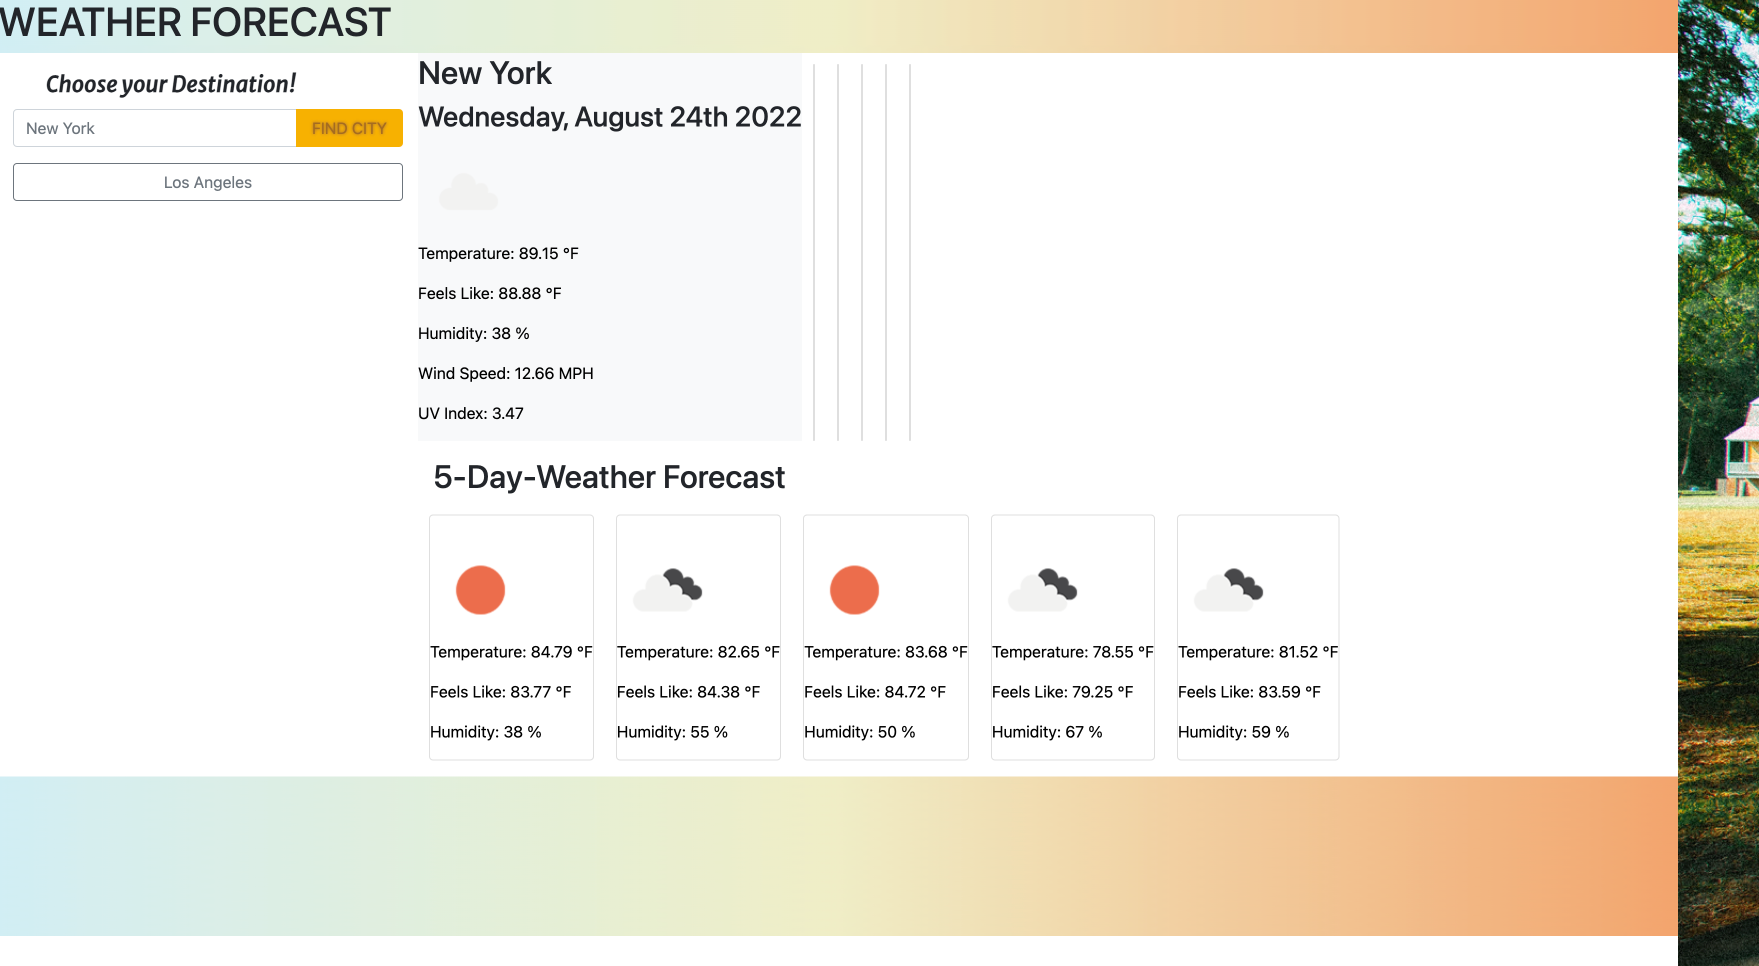 WEATHER FORECAST
Choose your Destination!
New York
FIND CITY
Los Angeles
New York
Wednesday, August 24th 2022
Temperature: 89.15 °F
Feels Like: 88.88 °F
Humidity: 38 %
Wind Speed: 12.66 MPH
UV Index: 3.47
5-Day-Weather Forecast
Temperature: 84.79 °F
Feels Like: 83.77 °F
Humidity: 38 %
Temperature: 82.65 °F
Feels Like: 84.38 °F
Humidity: 55 %
Temperature: 83.68 °F
Feels Like: 84.72 °F
Humidity: 50 %
Temperature: 78.55 °F
Feels Like: 79.25 °F
Humidity: 67 %
Temperature: 81.52 °F
Feels Like: 83.59 °F
Humidity: 59 %